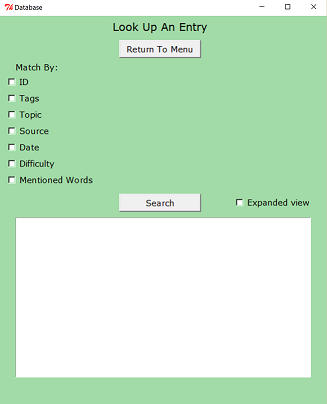 Database
Look Up An Entry
Return To Menu
Match By:
ID
Tags
Topic
Source
Date
Difficulty
Mentioned Words
Search
Expanded view